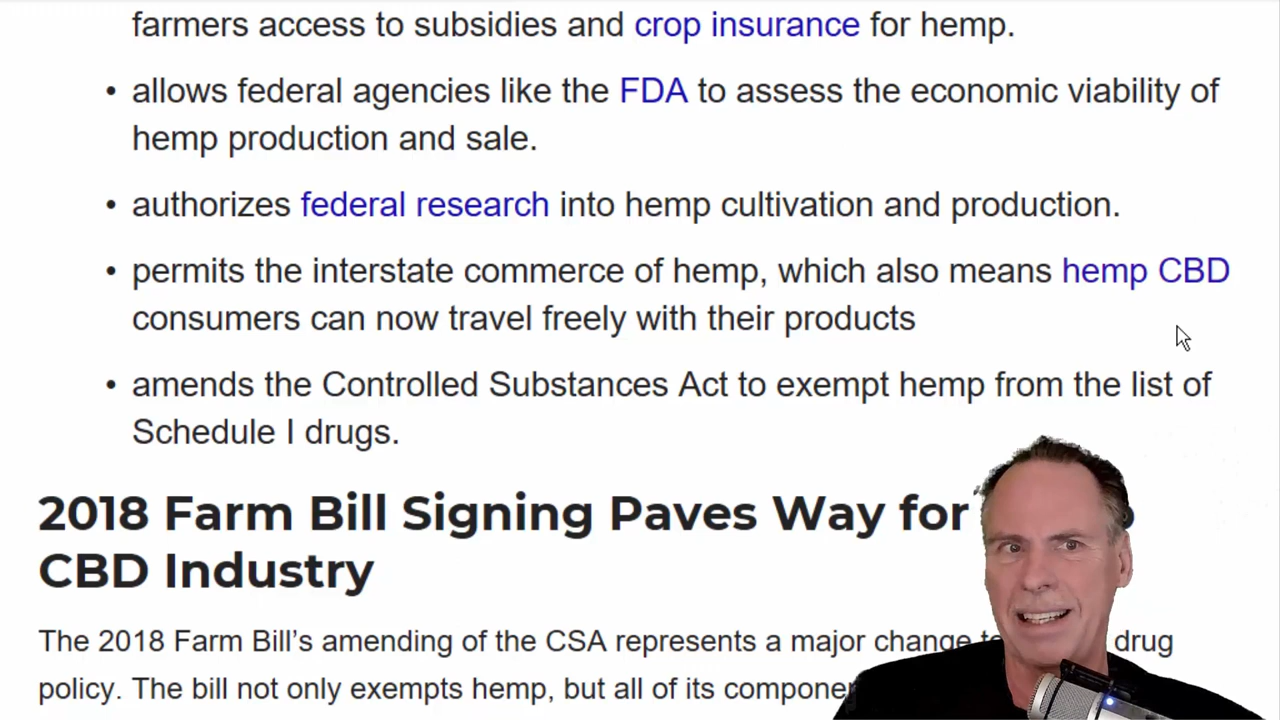 farmers access to subsidies and crop insurance for hemp.
• allows federal agencies like the FDA to assess the economic viability of
hemp production and sale.
• authorizes federal research into hemp cultivation and production.
• permits the interstate commerce of hemp, which also means hemp CBD
consumers can now travel freely with their products
• amends the Controlled Substances Act to exempt hemp from the list of
Schedule I drugs.
2018 Farm Bill Signing Paves Way for
CBD Industry
The 2018 Farm Bill’s amending of the CSA represents a major change drug
policy. The bill not only exempts hemp, but all of its